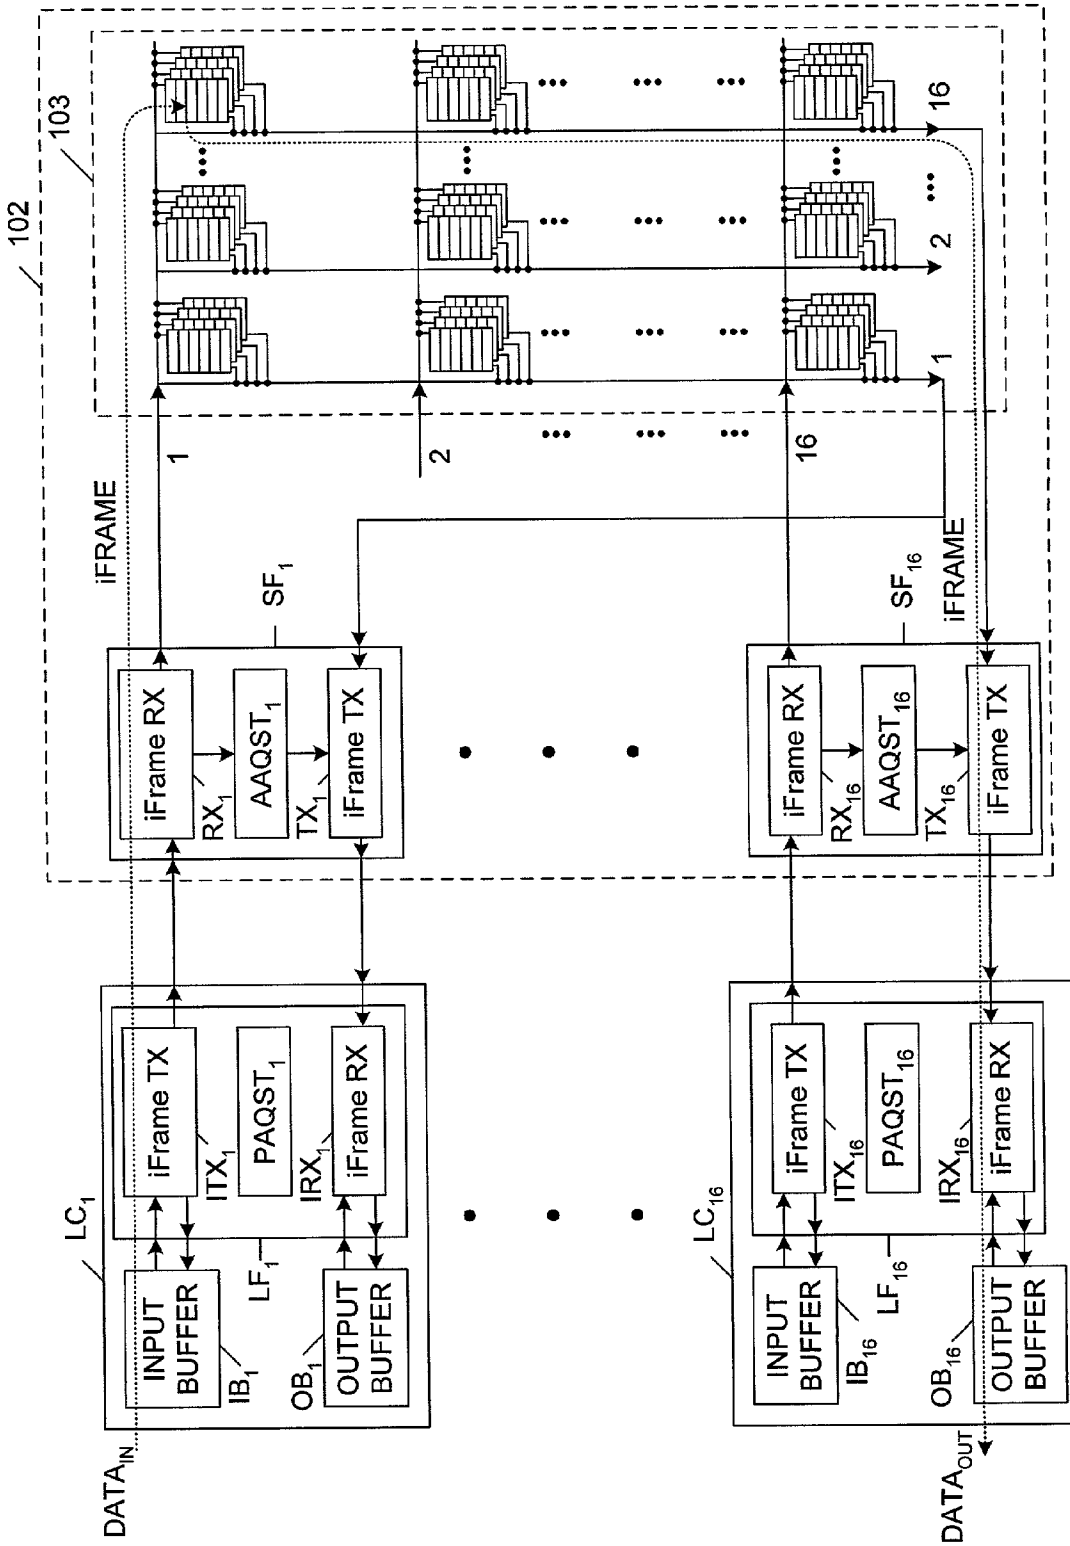 102
103
iFRAME
1
2
16
1
2
16
iFRAME
SF₁
iFrame RX
RX₁
AAQST₁
TX₁
iFrame TX
SF₁₆
iFrame RX
RX₁₆
AAQST₁₆
TX₁₆
iFrame TX
LC₁
iFrame TX
ITX₁
PAQST₁
IRX₁
iFrame RX
LF₁
INPUT
BUFFER
IB₁
OB₁
OUTPUT
BUFFER
LC₁₆
iFrame TX
ITX₁₆
PAQST₁₆
IRX₁₆
iFrame RX
LF₁₆
INPUT
BUFFER
IB₁₆
OB₁₆
OUTPUT
BUFFER
DATA_IN
DATA_OUT